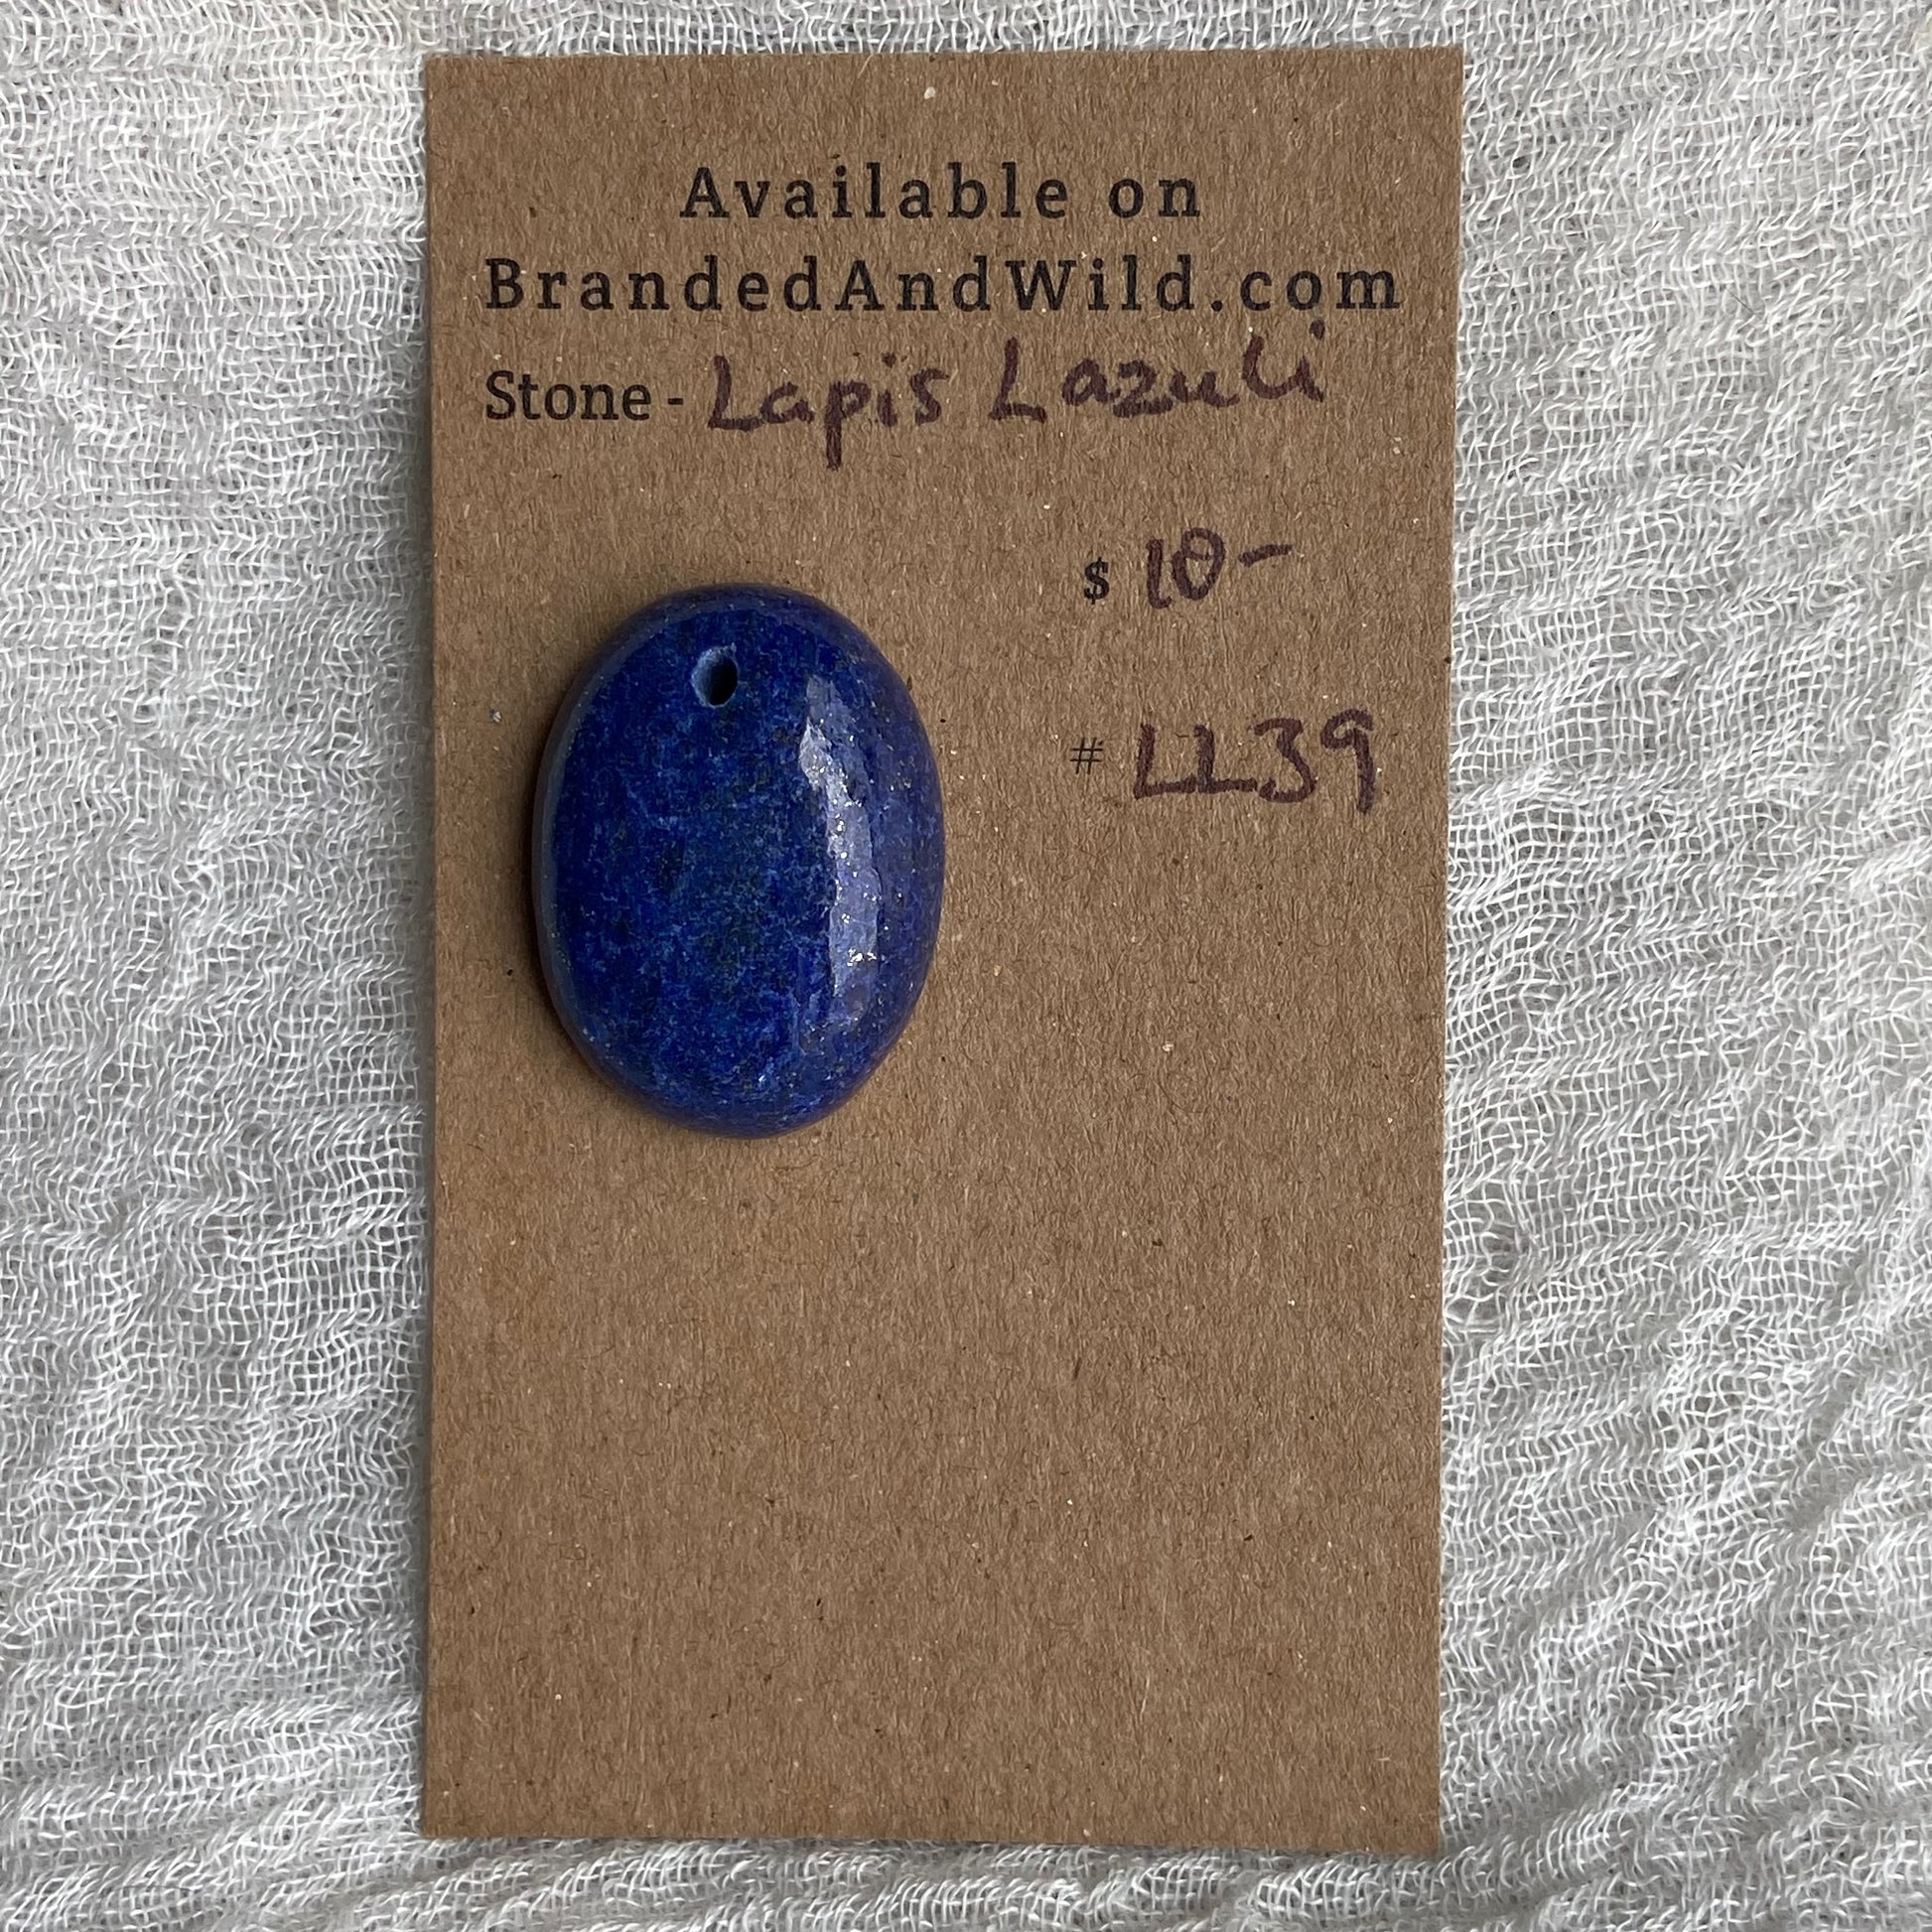 Available on
BrandedAndWild.com
Stone - Lapis Lazuli
$ 10-
# LL39